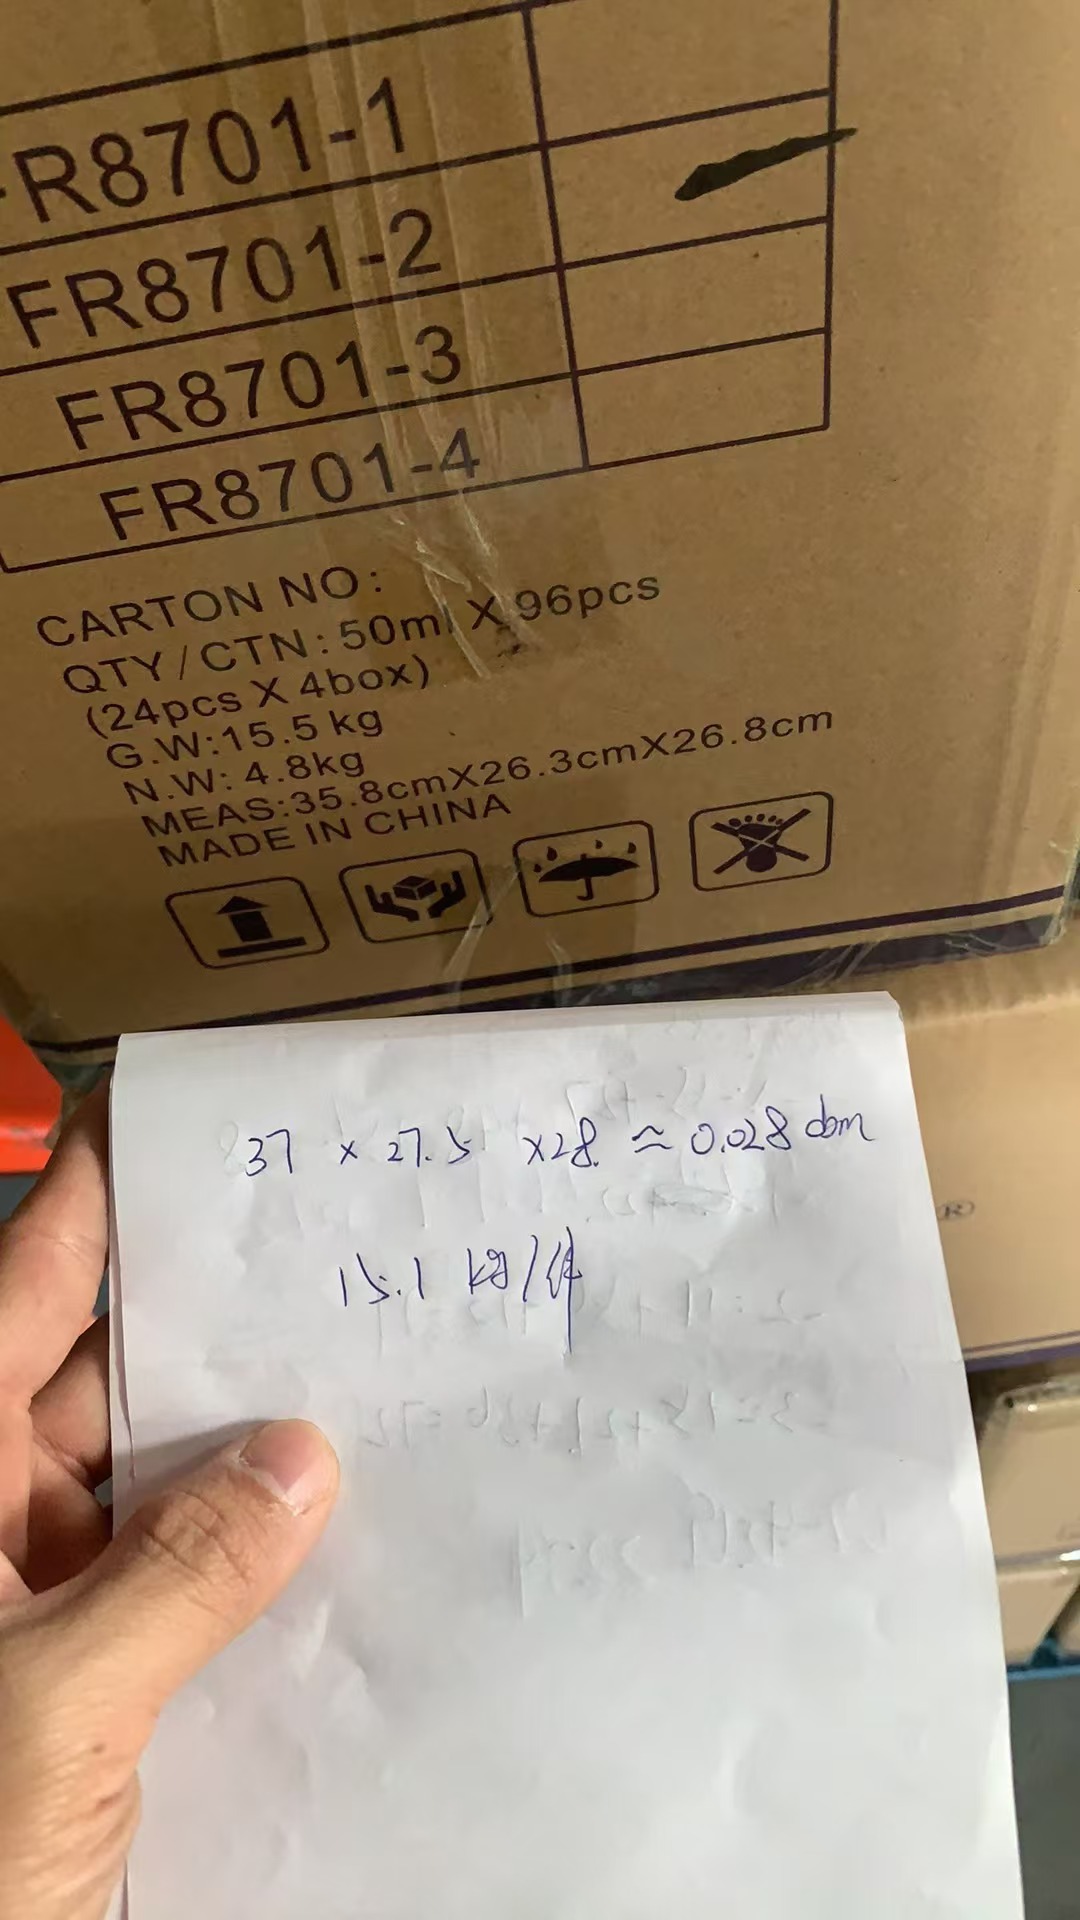 FR8701-1
FR8701-2
FR8701-3
FR8701-4
CARTON NO:
QTY/CTN: 50ml X 96pcs
(24pcs X 4box)
G.W:15.5 kg
N.W: 4.8kg
MEAS:35.8cmX26.3cmX26.8cm
MADE IN CHINA
®
37 × 27.5 ×28. ≈ 0.028 cbm
15.1 kg/件